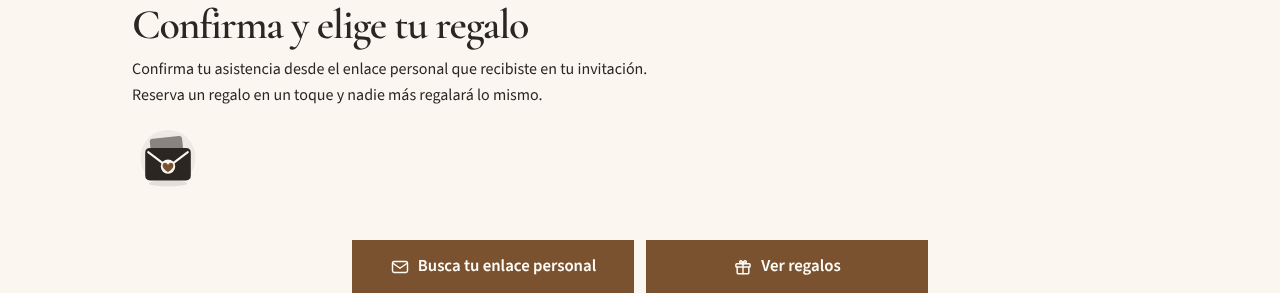 Confirma y elige tu regalo
Confirma tu asistencia desde el enlace personal que recibiste en tu invitación.
Reserva un regalo en un toque y nadie más regalará lo mismo.
Busca tu enlace personal
Ver regalos